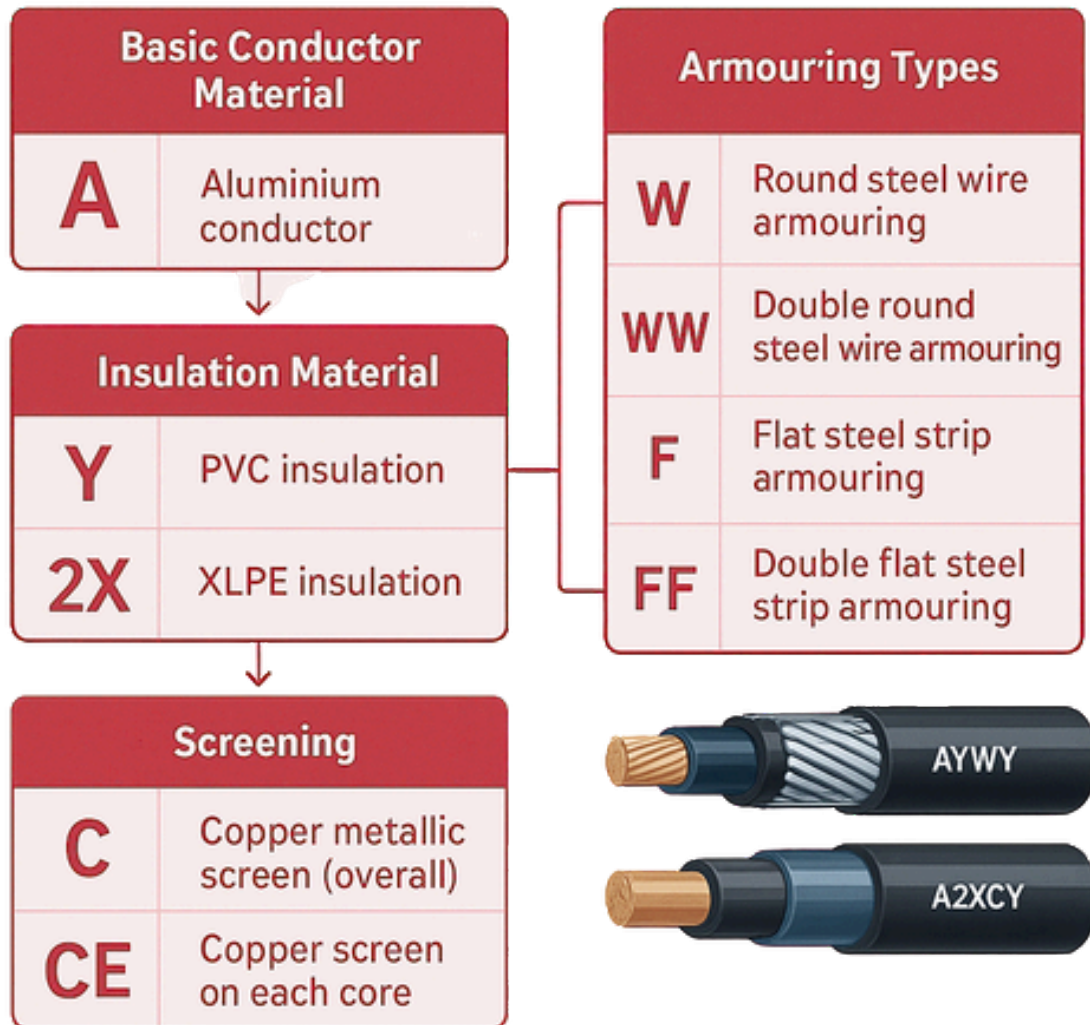 Basic Conductor
Material
A
Aluminium
conductor
Insulation Material
Y
PVC insulation
2X
XLPE insulation
Screening
C
Copper metallic
screen (overall)
CE
Copper screen
on each core
Armour'ing Types
W
Round steel wire
armouring
WW
Double round
steel wire armouring
F
Flat steel strip
armouring
FF
Double flat steel
strip armouring
AYWY
A2XCY